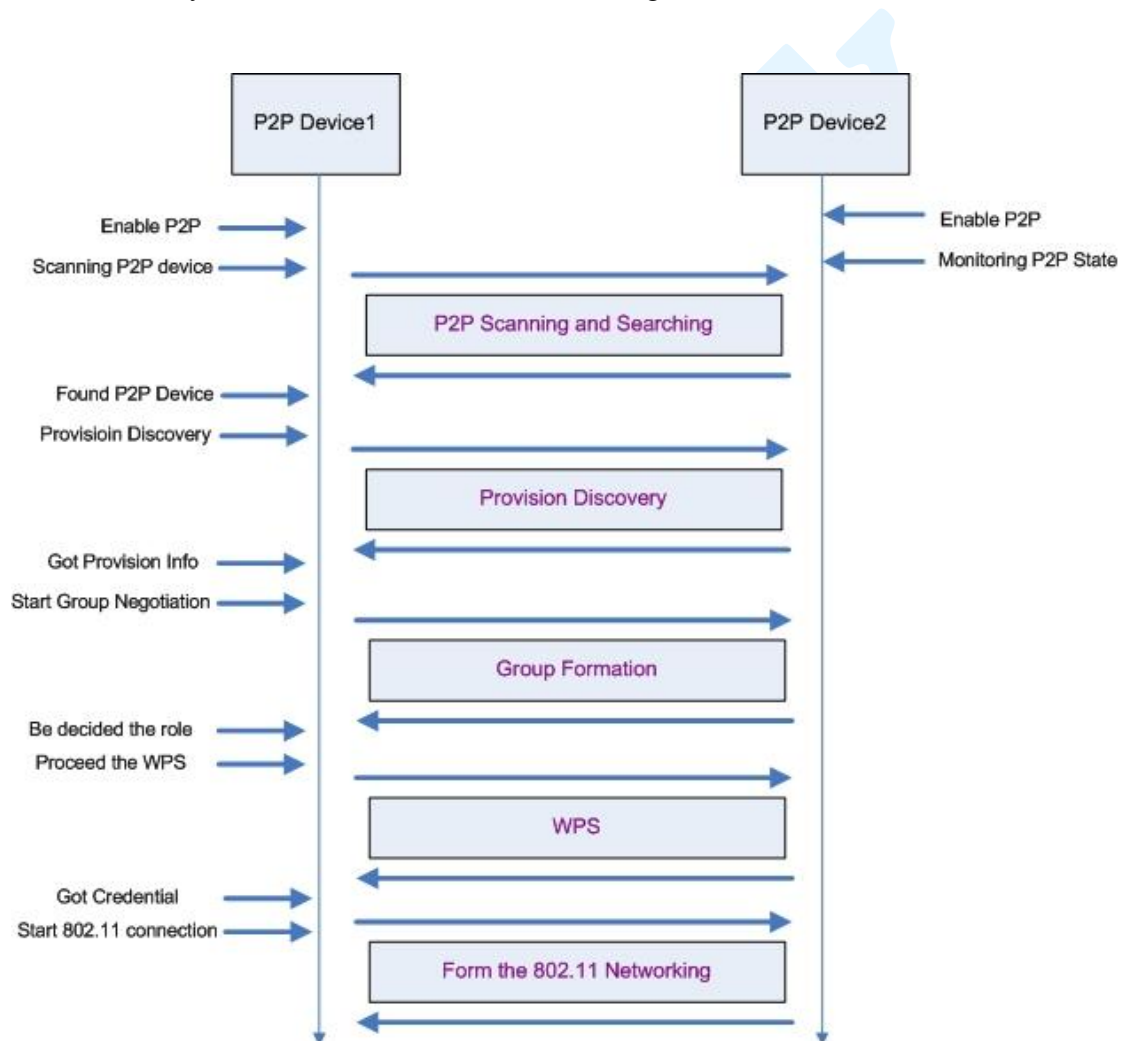 P2P Device1
P2P Device2
Enable P2P
Enable P2P
Scanning P2P device
Monitoring P2P State
P2P Scanning and Searching
Found P2P Device
Provisioin Discovery
Provision Discovery
Got Provision Info
Start Group Negotiation
Group Formation
Be decided the role
Proceed the WPS
WPS
Got Credential
Start 802.11 connection
Form the 802.11 Networking